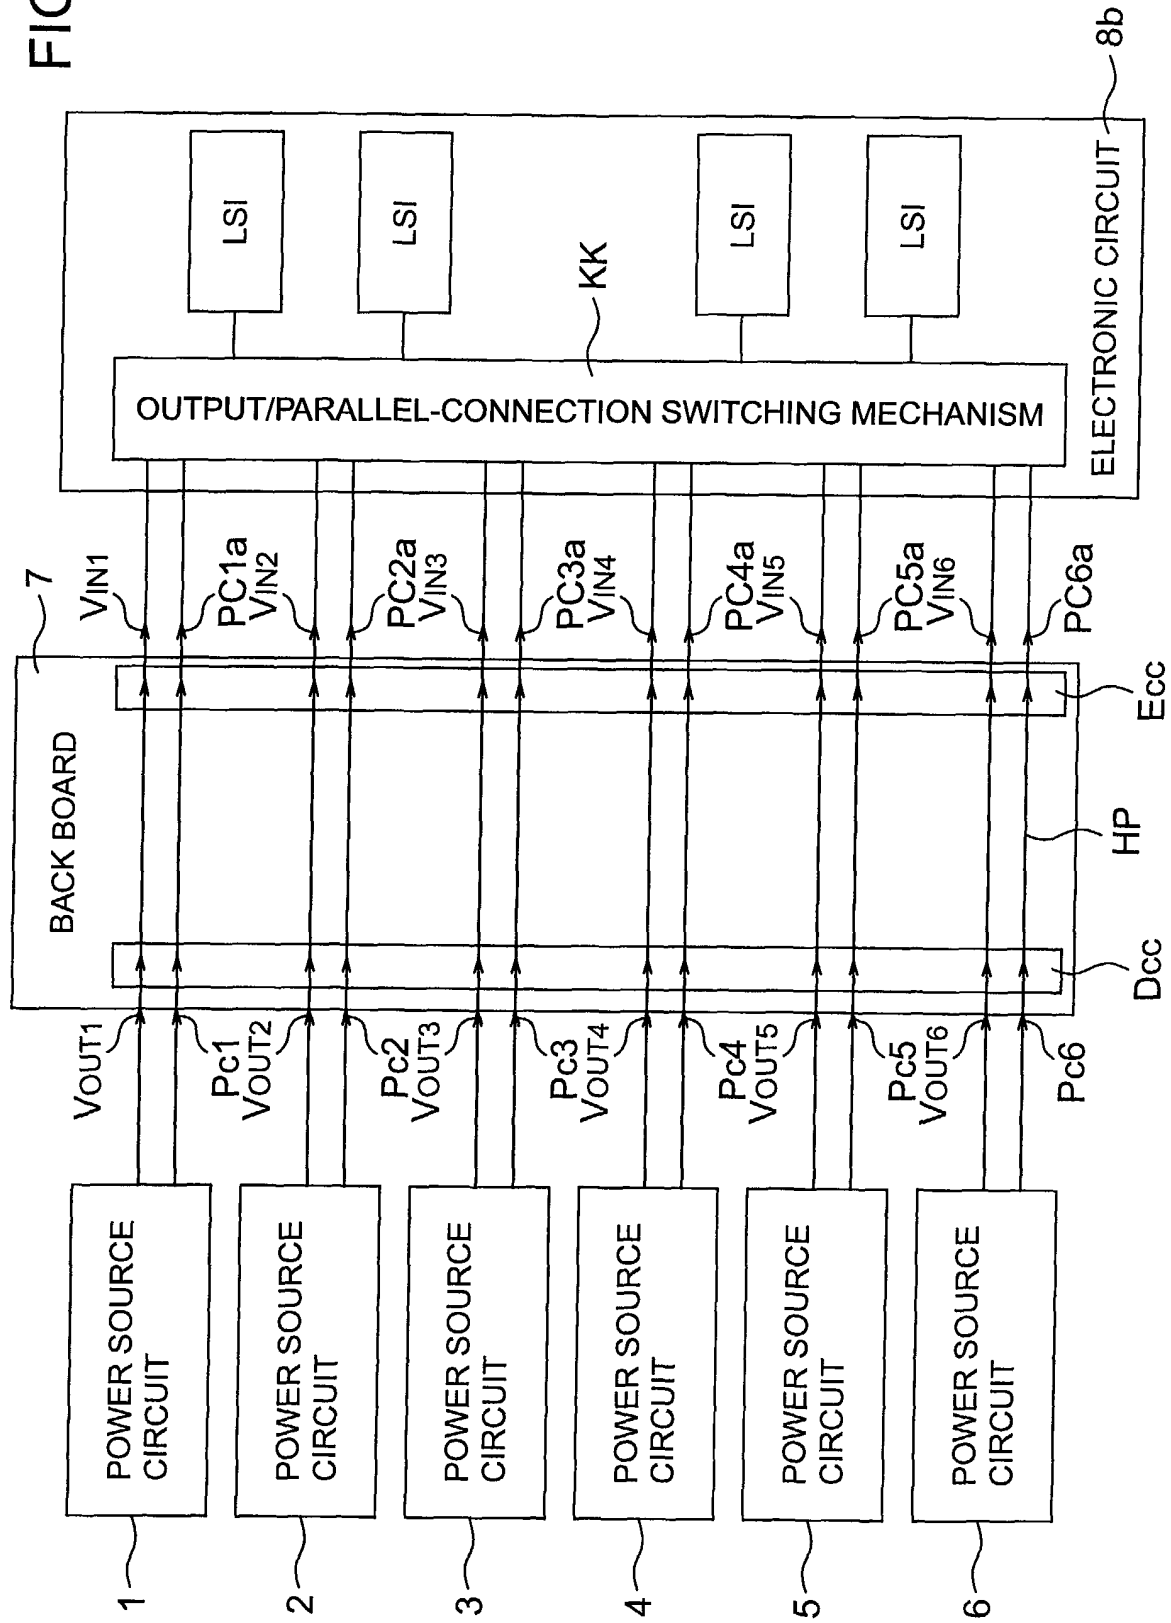 FIG
7
8b
BACK BOARD
ELECTRONIC CIRCUIT
1
POWER SOURCE
CIRCUIT
VOUT1
Pc1
VIN1
PC1a
LSI
2
POWER SOURCE
CIRCUIT
VOUT2
Pc2
VIN2
PC2a
LSI
3
POWER SOURCE
CIRCUIT
VOUT3
Pc3
VIN3
PC3a
OUTPUT/PARALLEL-CONNECTION SWITCHING MECHANISM
KK
4
POWER SOURCE
CIRCUIT
VOUT4
Pc4
VIN4
PC4a
LSI
5
POWER SOURCE
CIRCUIT
VOUT5
Pc5
VIN5
PC5a
LSI
6
POWER SOURCE
CIRCUIT
VOUT6
Pc6
VIN6
PC6a
Dcc
HP
Ecc